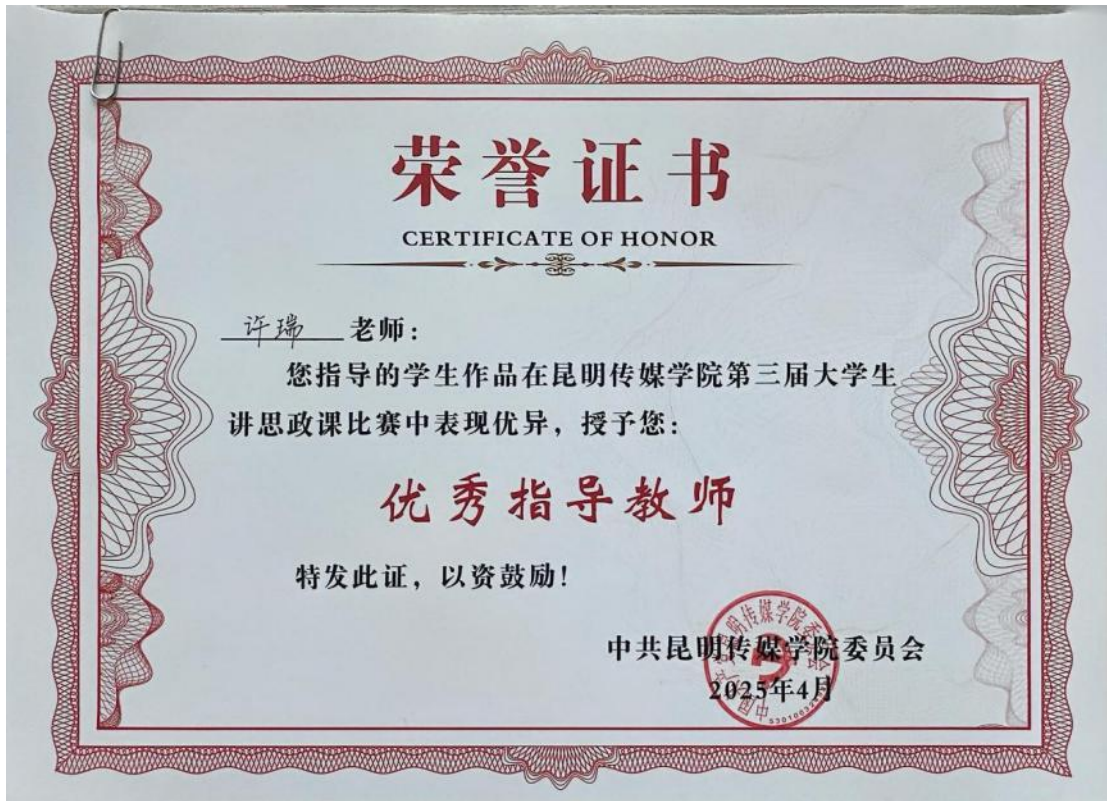 荣誉证书
CERTIFICATE OF HONOR
许瑞 老师：
您指导的学生作品在昆明传媒学院第三届大学生
讲思政课比赛中表现优异，授予您：
优秀指导教师
特发此证，以资鼓励！
中共昆明传媒学院委员会
2025年4月